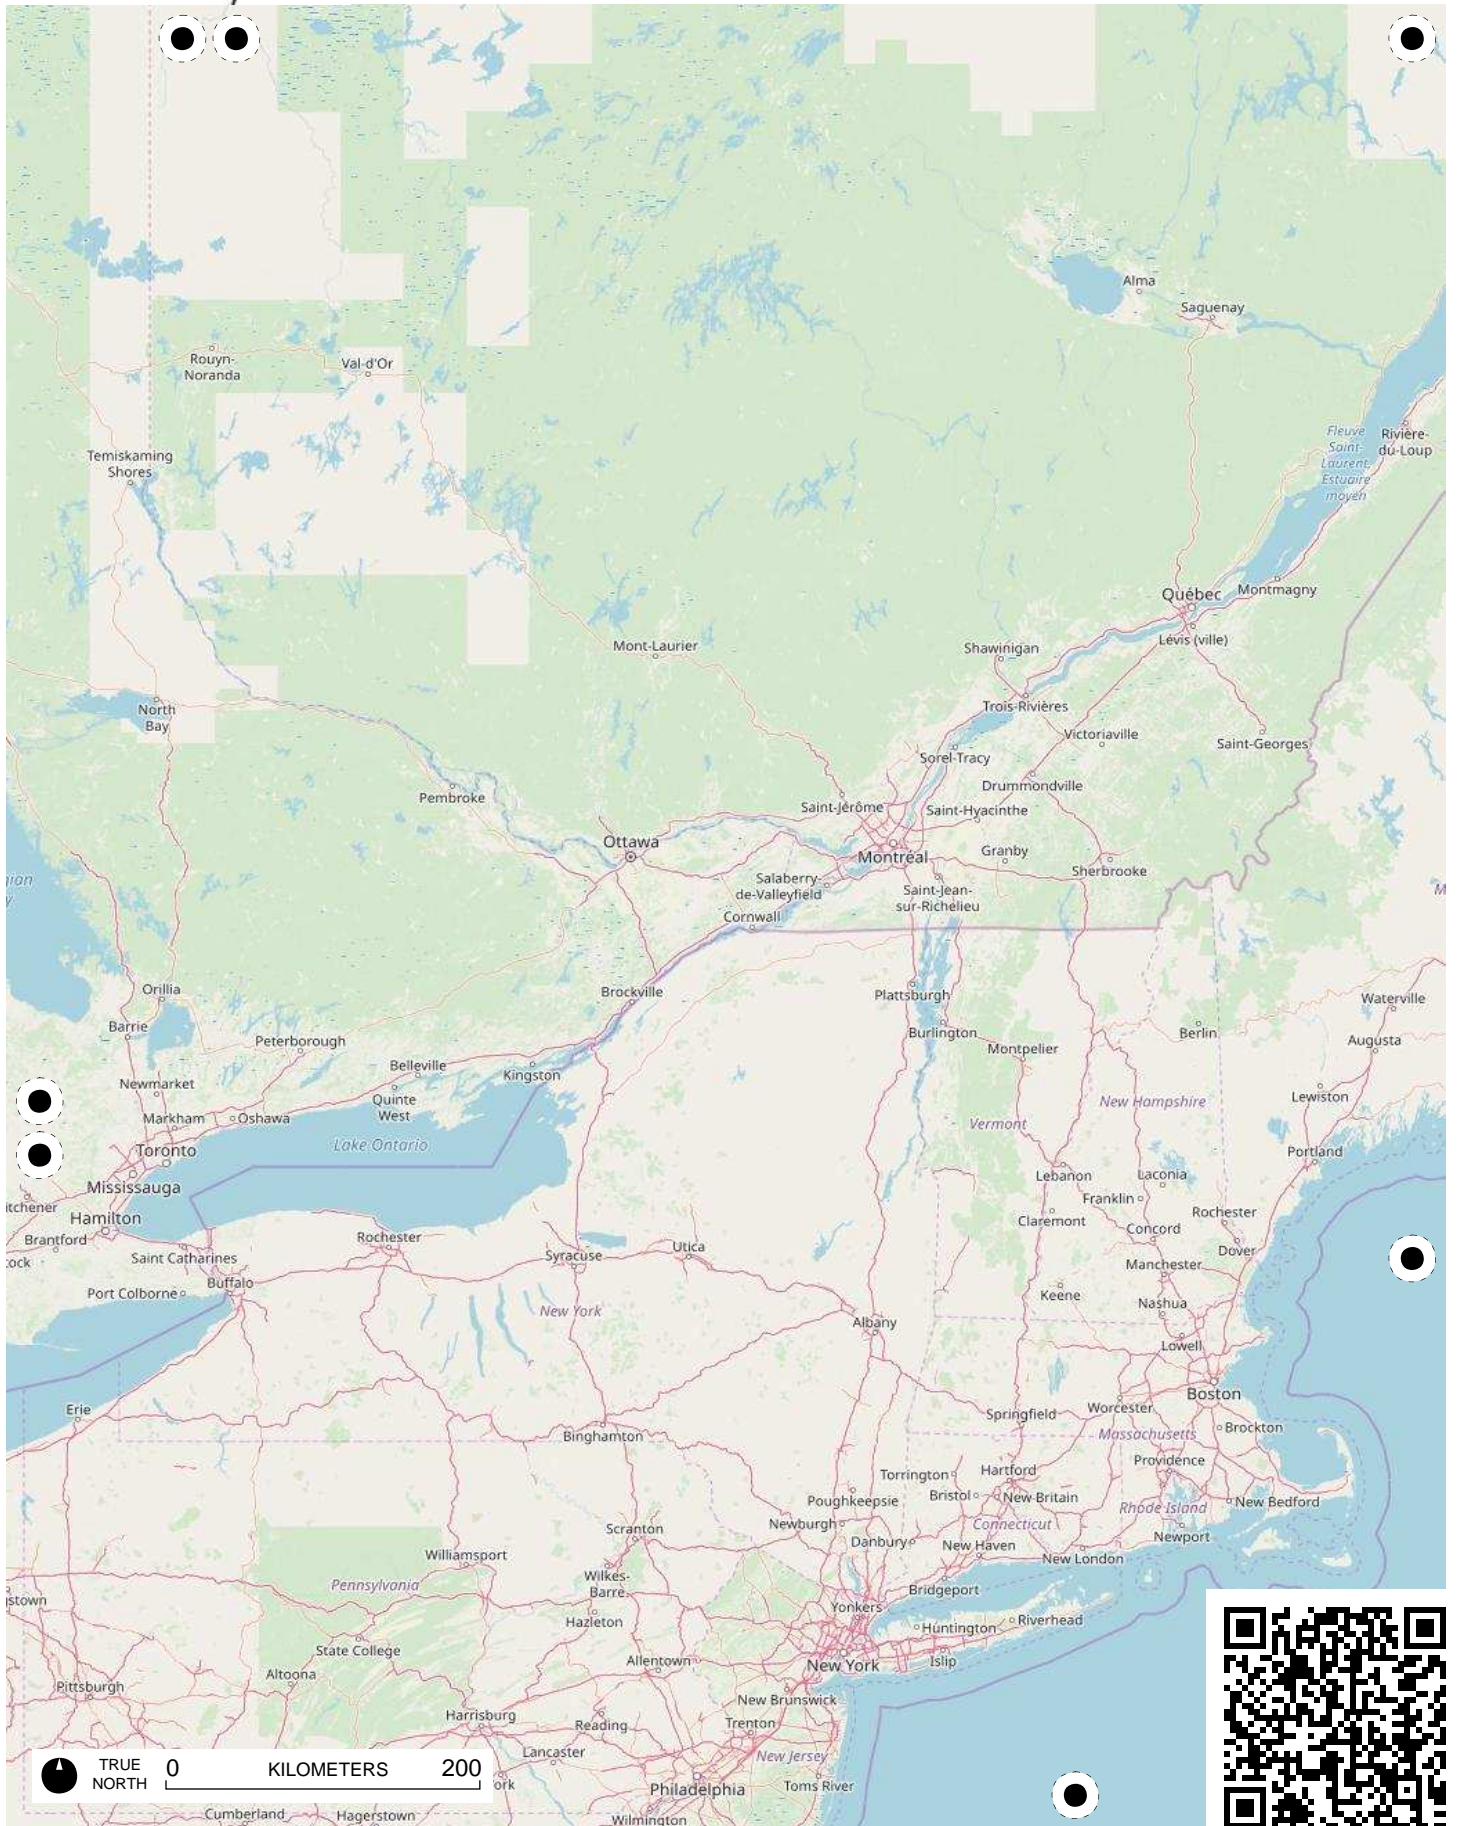 Alma
Saguenay
Rouyn-
Noranda
Val-d'Or
Fleuve
Saint-
Laurent,
Estuaire
moyen
Rivière-
du-Loup
Temiskaming
Shores
Québec
Montmagny
Lévis (ville)
Mont-Laurier
Shawinigan
North
Bay
Trois-Rivières
Victoriaville
Saint-Georges
Sorel-Tracy
Drummondville
Pembroke
Saint-Jérôme
Saint-Hyacinthe
Ottawa
Montréal
Granby
Sherbrooke
Salaberry-
de-Valleyfield
Saint-Jean-
sur-Richelieu
Cornwall
Orillia
Brockville
Plattsburgh
Waterville
Barrie
Burlington
Berlin
Peterborough
Montpelier
Augusta
Belleville
Kingston
Newmarket
Quinte
West
New Hampshire
Lewiston
Markham
Oshawa
Vermont
Toronto
Lake Ontario
Portland
Mississauga
Lebanon
Laconia
itchener
Franklin
Hamilton
Claremont
Rochester
Brantford
Concord
Rochester
Saint Catharines
Syracuse
Utica
Dover
ock
Manchester
Buffalo
Port Colborne
Keene
Nashua
New York
Albany
Lowell
Boston
Erie
Springfield
Worcester
Binghamton
Massachusetts
Brockton
Providence
Torrington
Hartford
Bristol
New Britain
Poughkeepsie
Rhode Island
New Bedford
Newburgh
Connecticut
Scranton
Danbury
New Haven
Newport
Williamsport
New London
Pennsylvania
Wilkes-
Barre
Bridgeport
stown
Yonkers
Hazleton
Huntington
Riverhead
State College
Allentown
New York
Islip
Altoona
Pittsburgh
New Brunswick
Harrisburg
Reading
Trenton
Lancaster
New Jersey
TRUE
NORTH
0 KILOMETERS 200
ork
Philadelphia
Toms River
Cumberland
Hagerstown
Wilmington